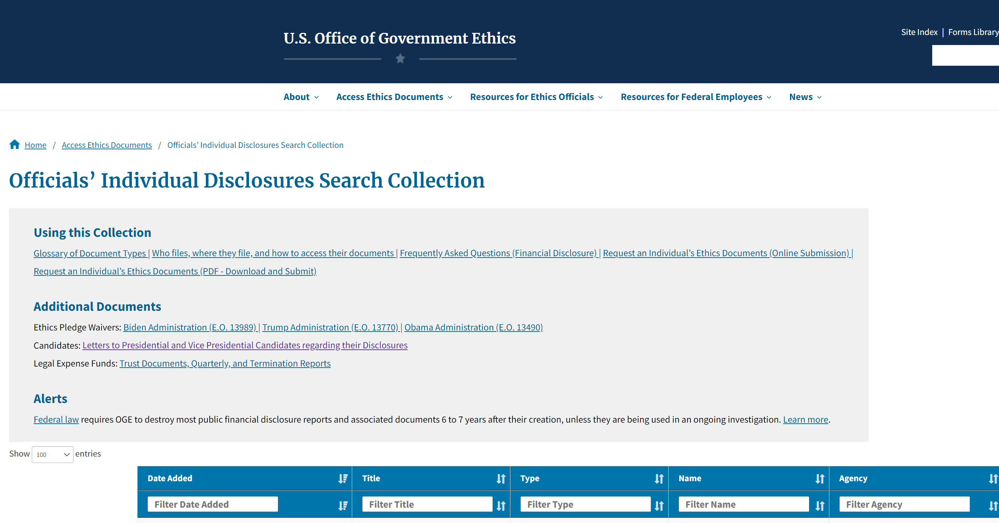 U.S. Office of Government Ethics
Site Index | Forms Library
About Access Ethics Documents Resources for Ethics Officials Resources for Federal Employees News
Home / Access Ethics Documents / Officials’ Individual Disclosures Search Collection
Officials’ Individual Disclosures Search Collection
Using this Collection
Glossary of Document Types | Who files, where they file, and how to access their documents | Frequently Asked Questions (Financial Disclosure) | Request an Individual’s Ethics Documents (Online Submission) |
Request an Individual’s Ethics Documents (PDF - Download and Submit)
Additional Documents
Ethics Pledge Waivers: Biden Administration (E.O. 13989) | Trump Administration (E.O. 13770) | Obama Administration (E.O. 13490)
Candidates: Letters to Presidential and Vice Presidential Candidates regarding their Disclosures
Legal Expense Funds: Trust Documents, Quarterly, and Termination Reports
Alerts
Federal law requires OGE to destroy most public financial disclosure reports and associated documents 6 to 7 years after their creation, unless they are being used in an ongoing investigation. Learn more.
Show 100 entries
Date Added Title Type Name Agency
Filter Date Added Filter Title Filter Type Filter Name Filter Agency